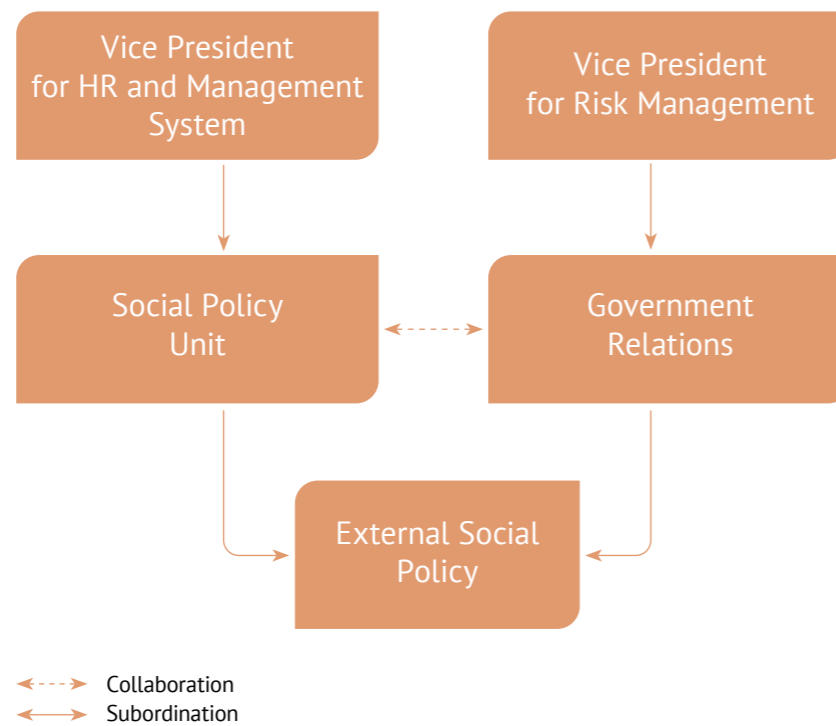 Vice President
for HR and Management
System
Vice President
for Risk Management
Social Policy
Unit
Government
Relations
External Social
Policy
Collaboration
Subordination